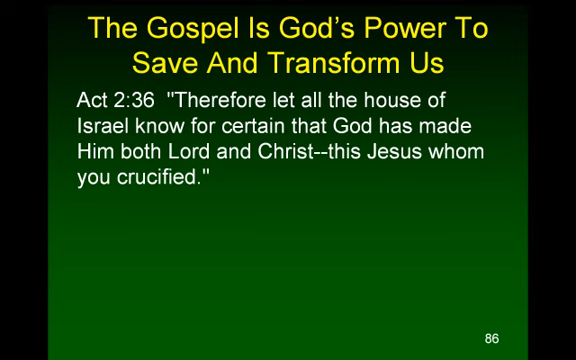 The Gospel Is God’s Power To
Save And Transform Us
Act 2:36  "Therefore let all the house of
Israel know for certain that God has made
Him both Lord and Christ--this Jesus whom
you crucified."
86